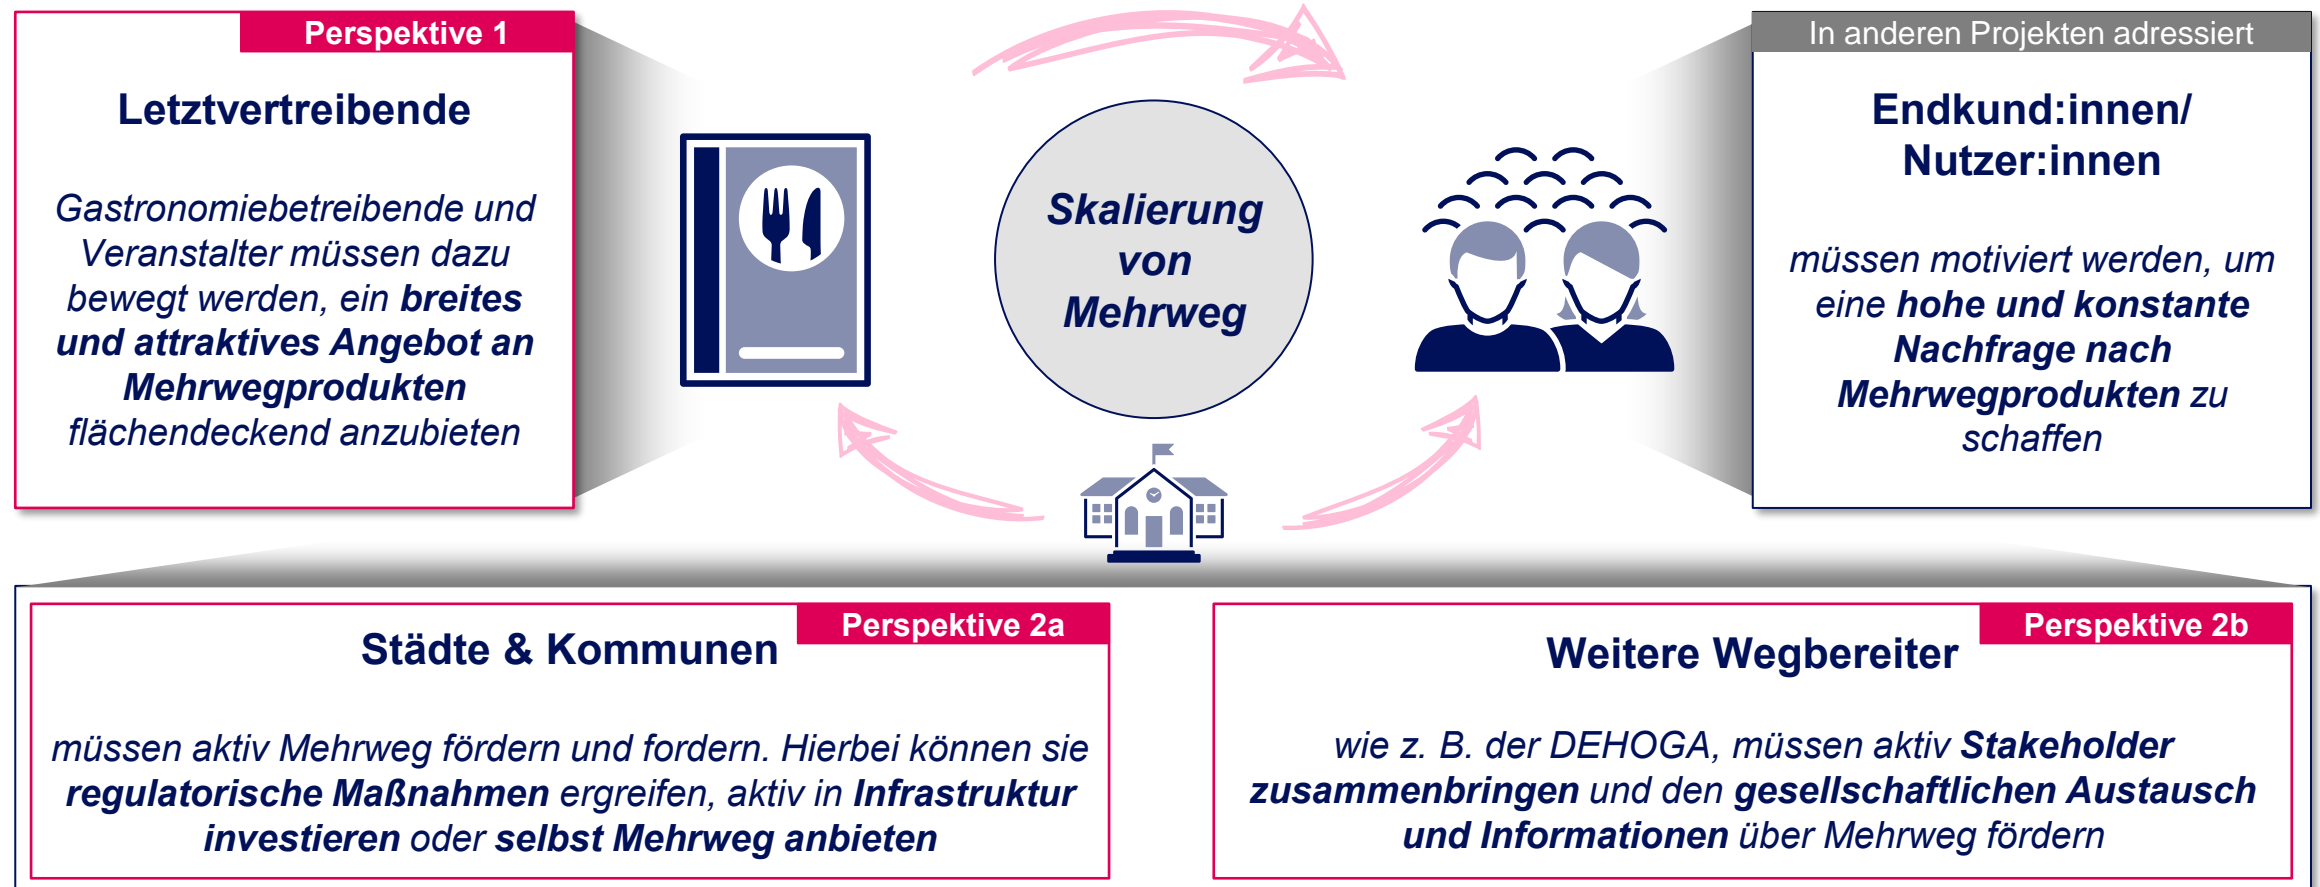 Perspektive 1
Letztvertreibende
Gastronomiebetreibende und
Veranstalter müssen dazu
bewegt werden, ein breites
und attraktives Angebot an
Mehrwegprodukten
flächendeckend anzubieten
Skalierung
von
Mehrweg
In anderen Projekten adressiert
Endkund:innen/
Nutzer:innen
müssen motiviert werden, um
eine hohe und konstante
Nachfrage nach
Mehrwegprodukten zu
schaffen
Perspektive 2a
Städte & Kommunen
müssen aktiv Mehrweg fördern und fordern. Hierbei können sie
regulatorische Maßnahmen ergreifen, aktiv in Infrastruktur
investieren oder selbst Mehrweg anbieten
Perspektive 2b
Weitere Wegbereiter
wie z. B. der DEHOGA, müssen aktiv Stakeholder
zusammenbringen und den gesellschaftlichen Austausch
und Informationen über Mehrweg fördern